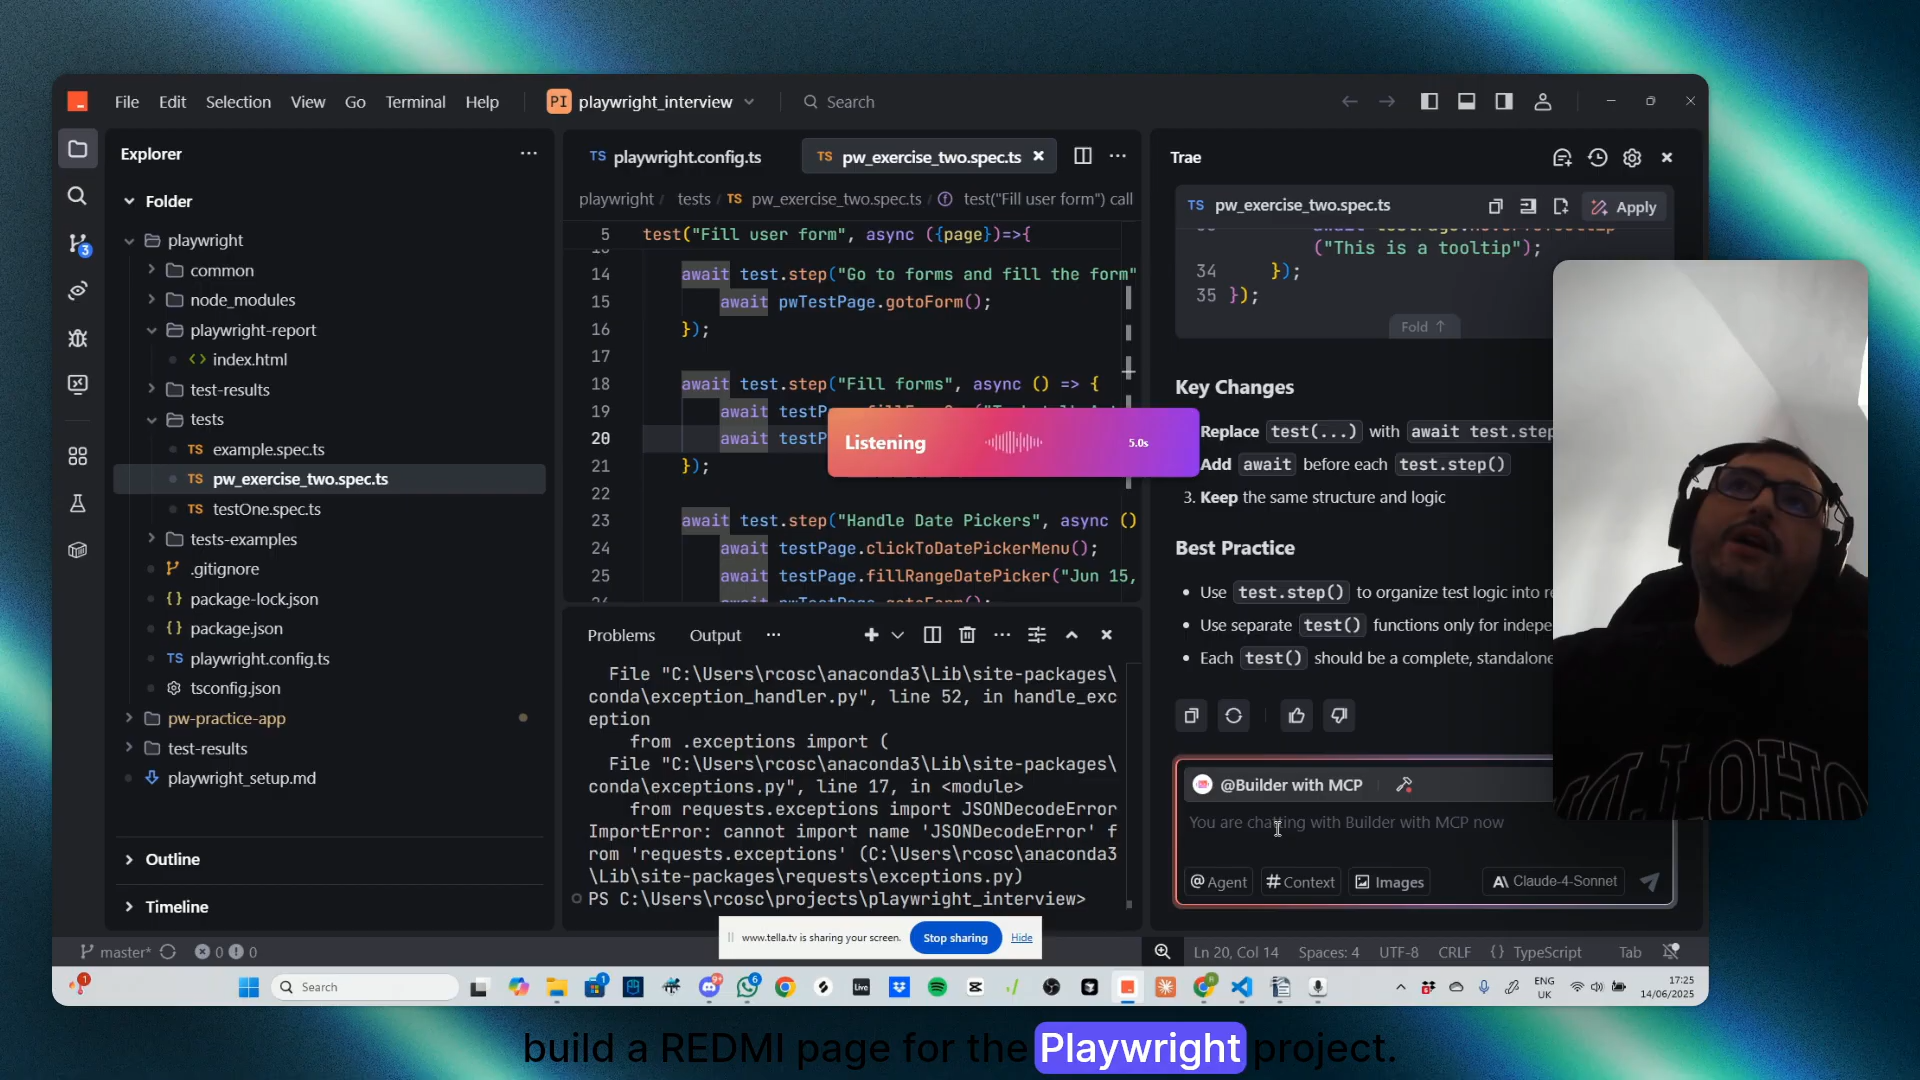 File Edit Selection View Go Terminal Help PI playwright_interview Search
Explorer
Folder
playwright
common
node_modules
playwright-report
index.html
test-results
tests
TS example.spec.ts
TS pw_exercise_two.spec.ts
TS testOne.spec.ts
tests-examples
.gitignore
{} package-lock.json
{} package.json
TS playwright.config.ts
tsconfig.json
pw-practice-app
test-results
playwright_setup.md
Outline
Timeline
3
TS playwright.config.ts TS pw_exercise_two.spec.ts
playwright / tests / TS pw_exercise_two.spec.ts / test("Fill user form") call
5 test("Fill user form", async ({page})=>{
14 await test.step("Go to forms and fill the form"
15 await pwTestPage.gotoForm();
16 });
17
18 await test.step("Fill forms", async () => {
19 await testP
20 await testP
21 });
22
23 await test.step("Handle Date Pickers", async ()
24 await testPage.clickToDatePickerMenu();
25 await testPage.fillRangeDatePicker("Jun 15,
Listening 5.0s
Problems Output
File "C:\Users\rcosc\anaconda3\Lib\site-packages\
conda\exception_handler.py", line 52, in handle_exc
eption
from .exceptions import (
File "C:\Users\rcosc\anaconda3\Lib\site-packages\
conda\exceptions.py", line 17, in <module>
from requests.exceptions import JSONDecodeError
ImportError: cannot import name 'JSONDecodeError' f
rom 'requests.exceptions' (C:\Users\rcosc\anaconda3
\Lib\site-packages\requests\exceptions.py)
PS C:\Users\rcosc\projects\playwright_interview>
Trae
TS pw_exercise_two.spec.ts Apply
("This is a tooltip");
34 });
35 });
Fold ↑
Key Changes
Replace test(...) with await test.step
Add await before each test.step()
3. Keep the same structure and logic
Best Practice
• Use test.step() to organize test logic into
• Use separate test() functions only for
• Each test() should be a complete, standalone
@Builder with MCP
You are chatting with Builder with MCP now
@ Agent # Context Images Claude-4-Sonnet
www.tella.tv is sharing your screen. Stop sharing Hide
master* 0 0 Ln 20, Col 14 Spaces: 4 UTF-8 CRLF {} TypeScript Tab
1 Search Live ENG
UK 17:25
14/06/2025
build a REDMI page for the Playwright project.